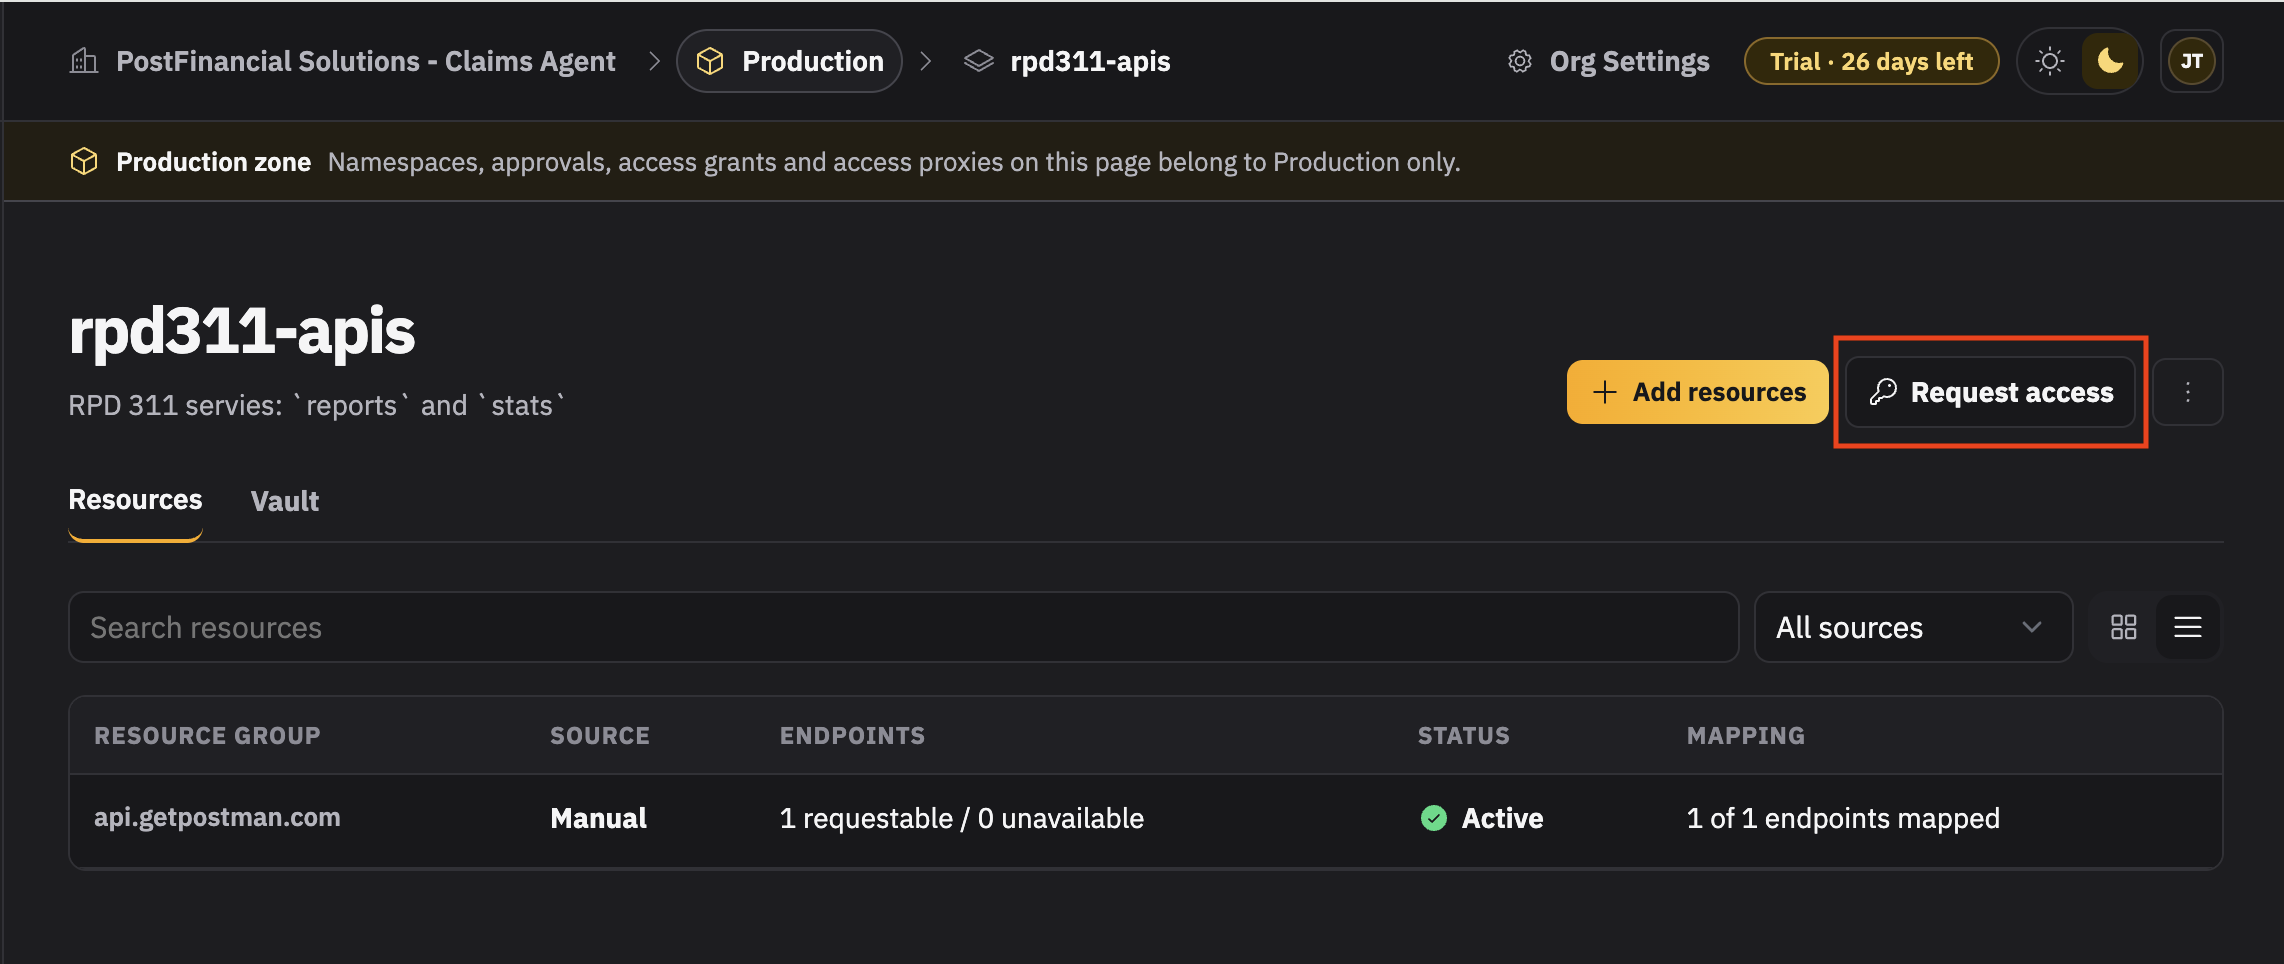 PostFinancial Solutions - Claims Agent > Production > rpd311-apis Org Settings Trial · 26 days left JT
Production zone Namespaces, approvals, access grants and access proxies on this page belong to Production only.
rpd311-apis
RPD 311 servies: `reports` and `stats`
+ Add resources Request access
Resources Vault
Search resources All sources
RESOURCE GROUP SOURCE ENDPOINTS STATUS MAPPING
api.getpostman.com Manual 1 requestable / 0 unavailable Active 1 of 1 endpoints mapped